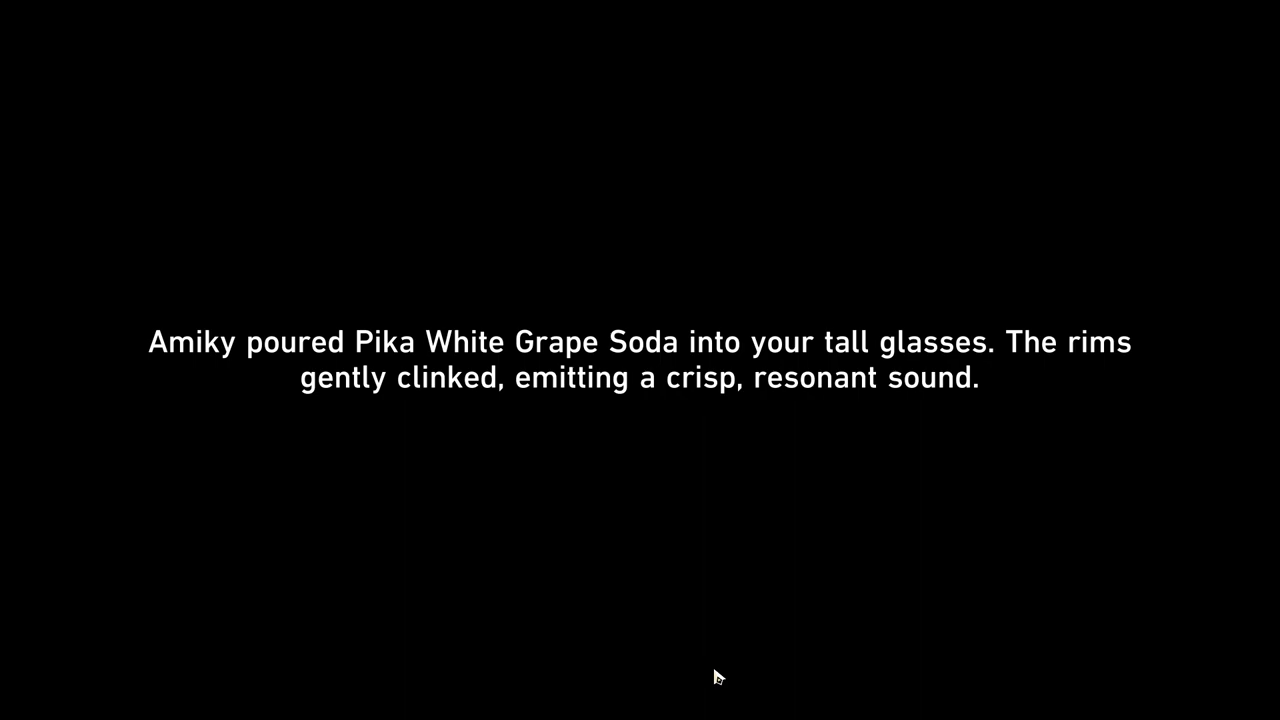 Amiky poured Pika White Grape Soda into your tall glasses. The rims
gently clinked, emitting a crisp, resonant sound.